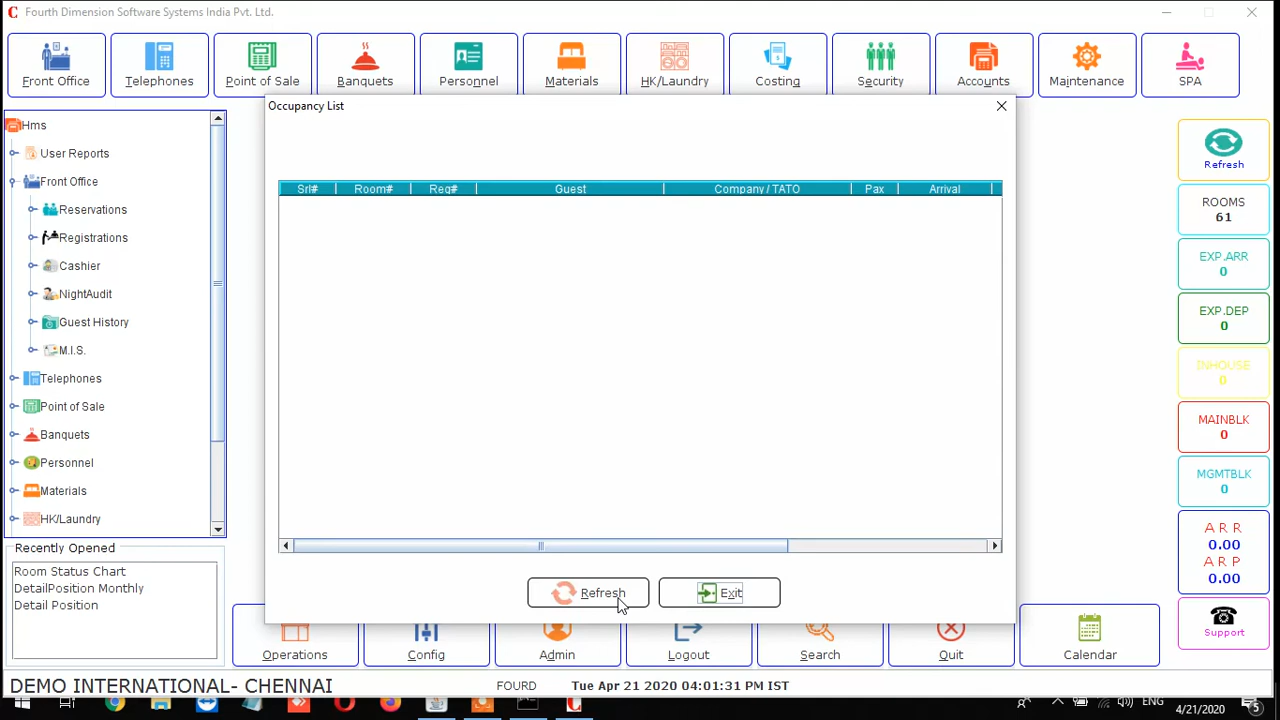 Fourth Dimension Software Systems India Pvt. Ltd.
Front Office
Telephones
Point of Sale
Banquets
Personnel
Materials
HK/Laundry
Costing
Security
Accounts
Maintenance
SPA
Hms
User Reports
Front Office
Reservations
Registrations
Cashier
NightAudit
Guest History
M.I.S.
Telephones
Point of Sale
Banquets
Personnel
Materials
HK/Laundry
Recently Opened
Room Status Chart
DetailPosition Monthly
Detail Position
Occupancy List
Srl# Room# Reg# Guest Company / TATO Pax Arrival
Refresh
Exit
Refresh
ROOMS
61
EXP.ARR
0
EXP.DEP
0
INHOUSE
0
MAINBLK
0
MGMTBLK
0
A R R
0.00
A R P
0.00
Support
Operations
Config
Admin
Logout
Search
Quit
Calendar
DEMO INTERNATIONAL- CHENNAI
FOURD
Tue Apr 21 2020 04:01:31 PM IST
ENG
4/21/2020
5